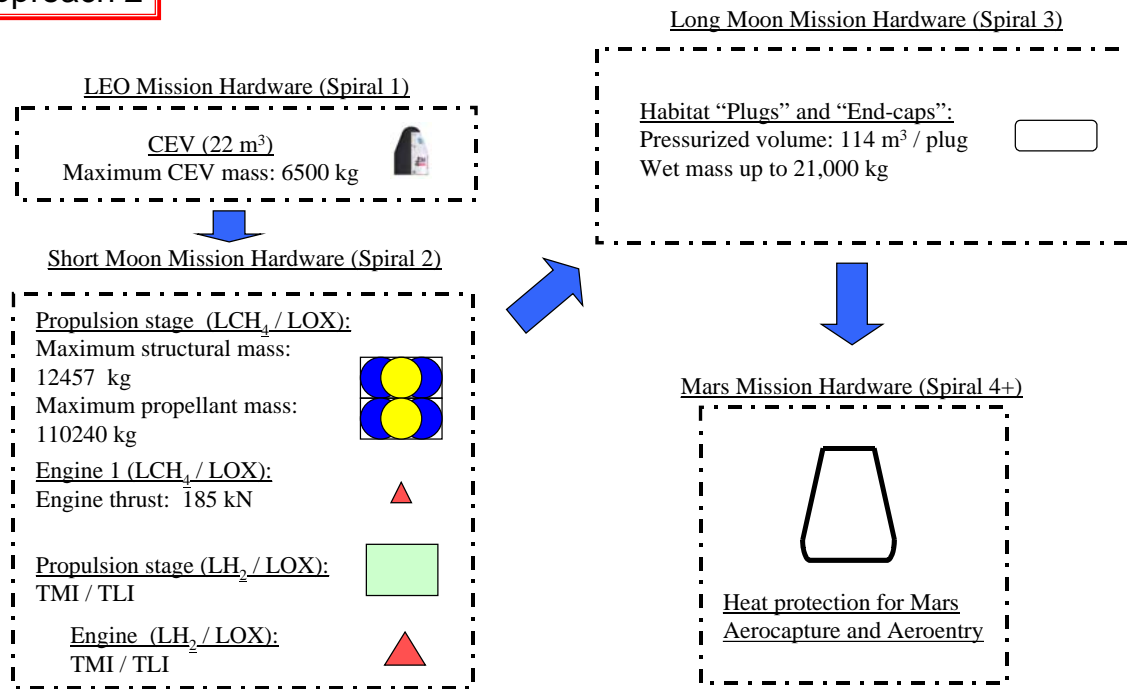 proach 2
LEO Mission Hardware (Spiral 1)
CEV (22 m³)
Maximum CEV mass: 6500 kg
Short Moon Mission Hardware (Spiral 2)
Propulsion stage (LCH₄ / LOX):
Maximum structural mass:
12457 kg
Maximum propellant mass:
110240 kg
Engine 1 (LCH₄ / LOX):
Engine thrust: 185 kN
Propulsion stage (LH₂ / LOX):
TMI / TLI
Engine (LH₂ / LOX):
TMI / TLI
Long Moon Mission Hardware (Spiral 3)
Habitat “Plugs” and “End-caps”:
Pressurized volume: 114 m³ / plug
Wet mass up to 21,000 kg
Mars Mission Hardware (Spiral 4+)
Heat protection for Mars
Aerocapture and Aeroentry